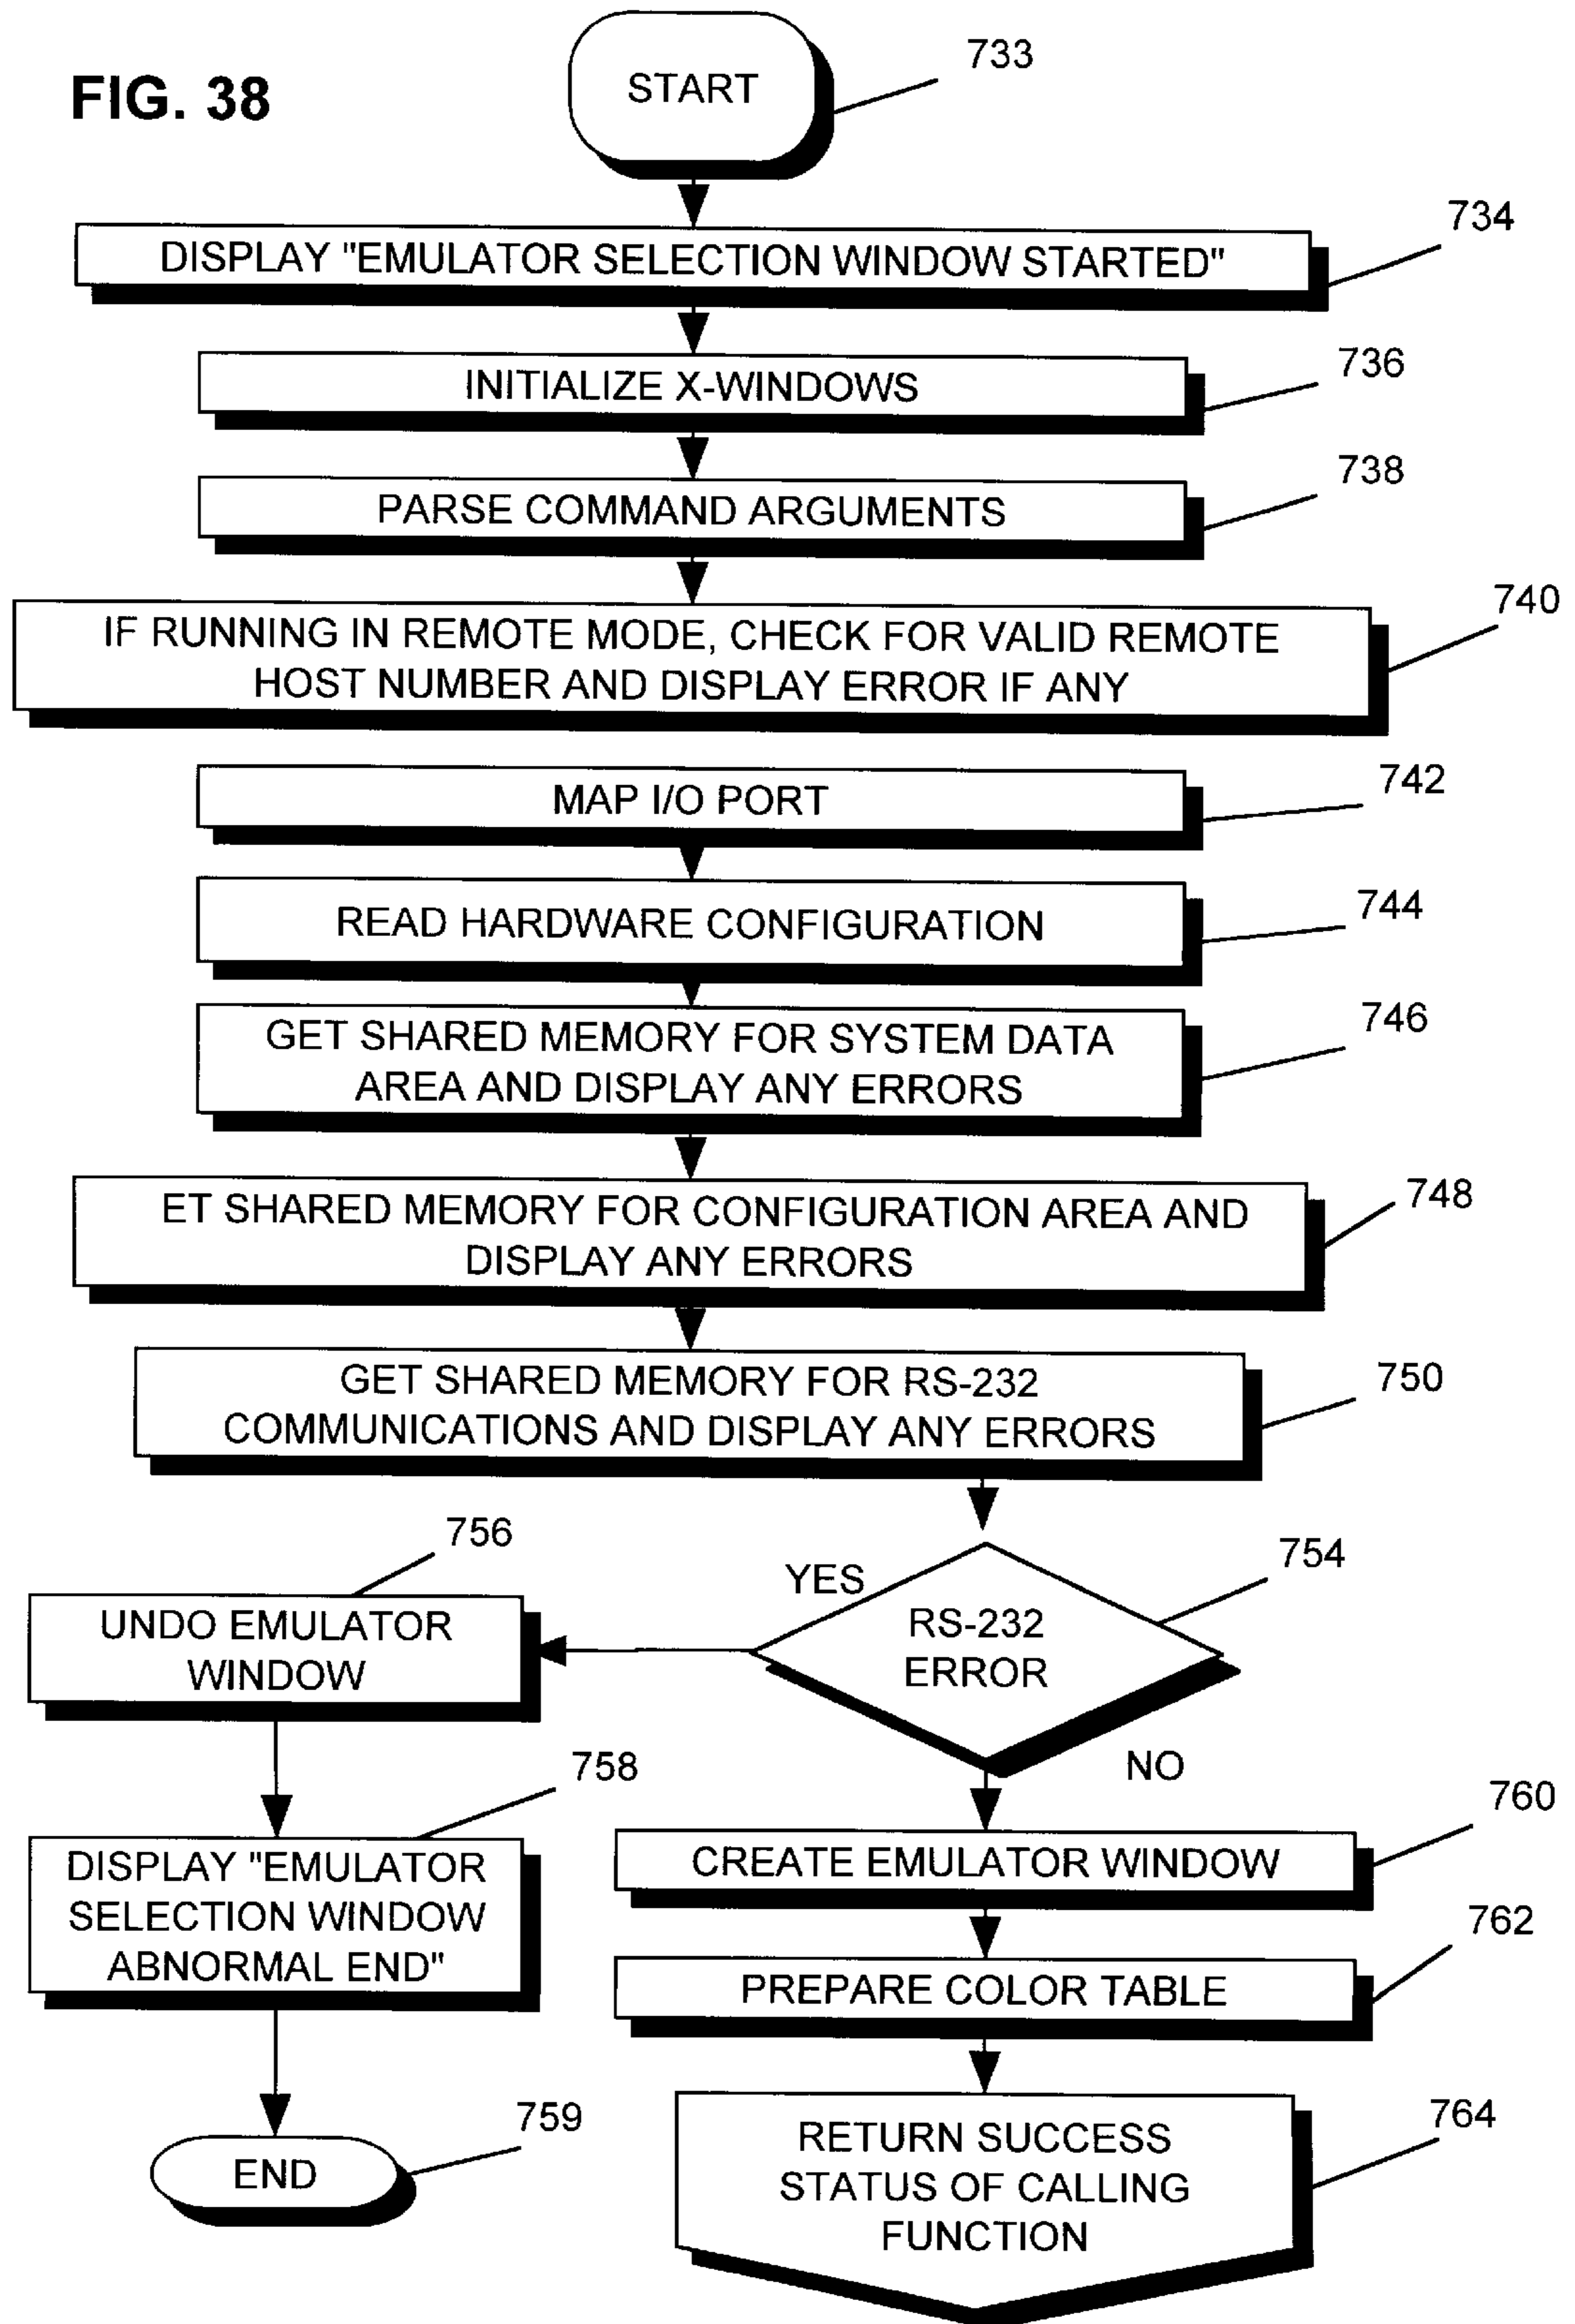 FIG. 38
START
733
DISPLAY "EMULATOR SELECTION WINDOW STARTED"
734
INITIALIZE X-WINDOWS
736
PARSE COMMAND ARGUMENTS
738
IF RUNNING IN REMOTE MODE, CHECK FOR VALID REMOTE
HOST NUMBER AND DISPLAY ERROR IF ANY
740
MAP I/O PORT
742
READ HARDWARE CONFIGURATION
744
GET SHARED MEMORY FOR SYSTEM DATA
AREA AND DISPLAY ANY ERRORS
746
ET SHARED MEMORY FOR CONFIGURATION AREA AND
DISPLAY ANY ERRORS
748
GET SHARED MEMORY FOR RS-232
COMMUNICATIONS AND DISPLAY ANY ERRORS
750
RS-232
ERROR
754
YES
NO
UNDO EMULATOR
WINDOW
756
DISPLAY "EMULATOR
SELECTION WINDOW
ABNORMAL END"
758
END
759
CREATE EMULATOR WINDOW
760
PREPARE COLOR TABLE
762
RETURN SUCCESS
STATUS OF CALLING
FUNCTION
764